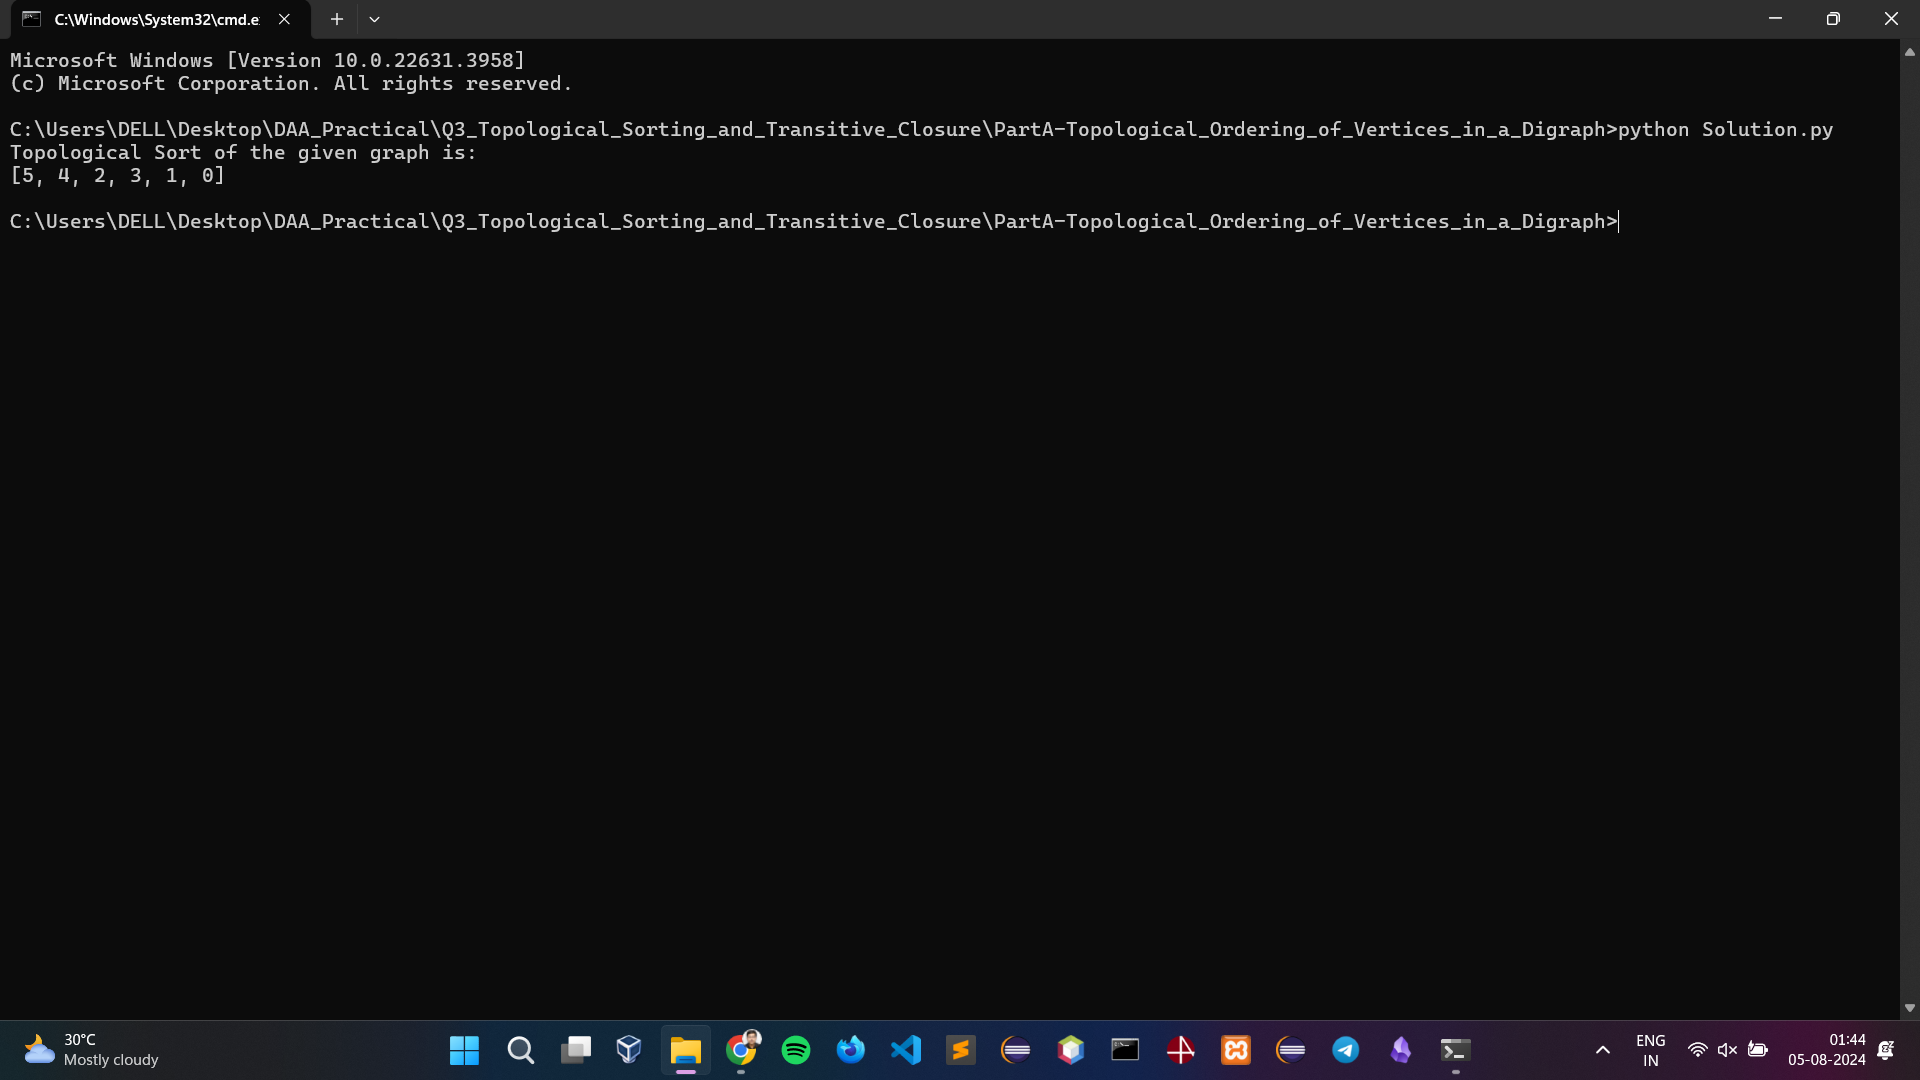 C:\Windows\System32\cmd.e
Microsoft Windows [Version 10.0.22631.3958]
(c) Microsoft Corporation. All rights reserved.
C:\Users\DELL\Desktop\DAA_Practical\Q3_Topological_Sorting_and_Transitive_Closure\PartA-Topological_Ordering_of_Vertices_in_a_Digraph>python Solution.py
Topological Sort of the given graph is:
[5, 4, 2, 3, 1, 0]
C:\Users\DELL\Desktop\DAA_Practical\Q3_Topological_Sorting_and_Transitive_Closure\PartA-Topological_Ordering_of_Vertices_in_a_Digraph>
30°C
Mostly cloudy
ENG
IN
01:44
05-08-2024